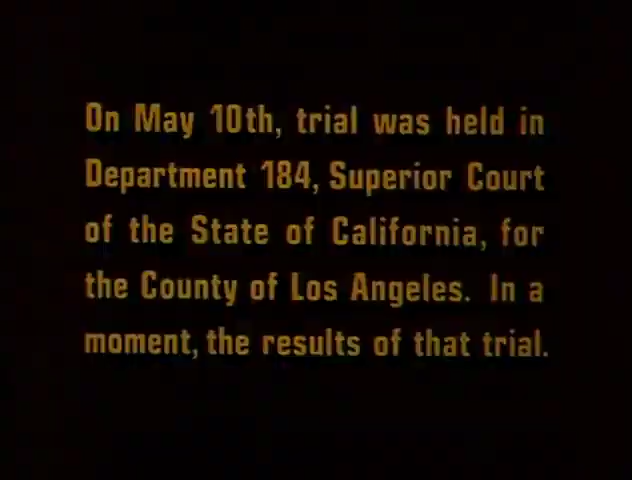 On May 10th, trial was held in
Department 184, Superior Court
of the State of California, for
the County of Los Angeles. In a
moment, the results of that trial.